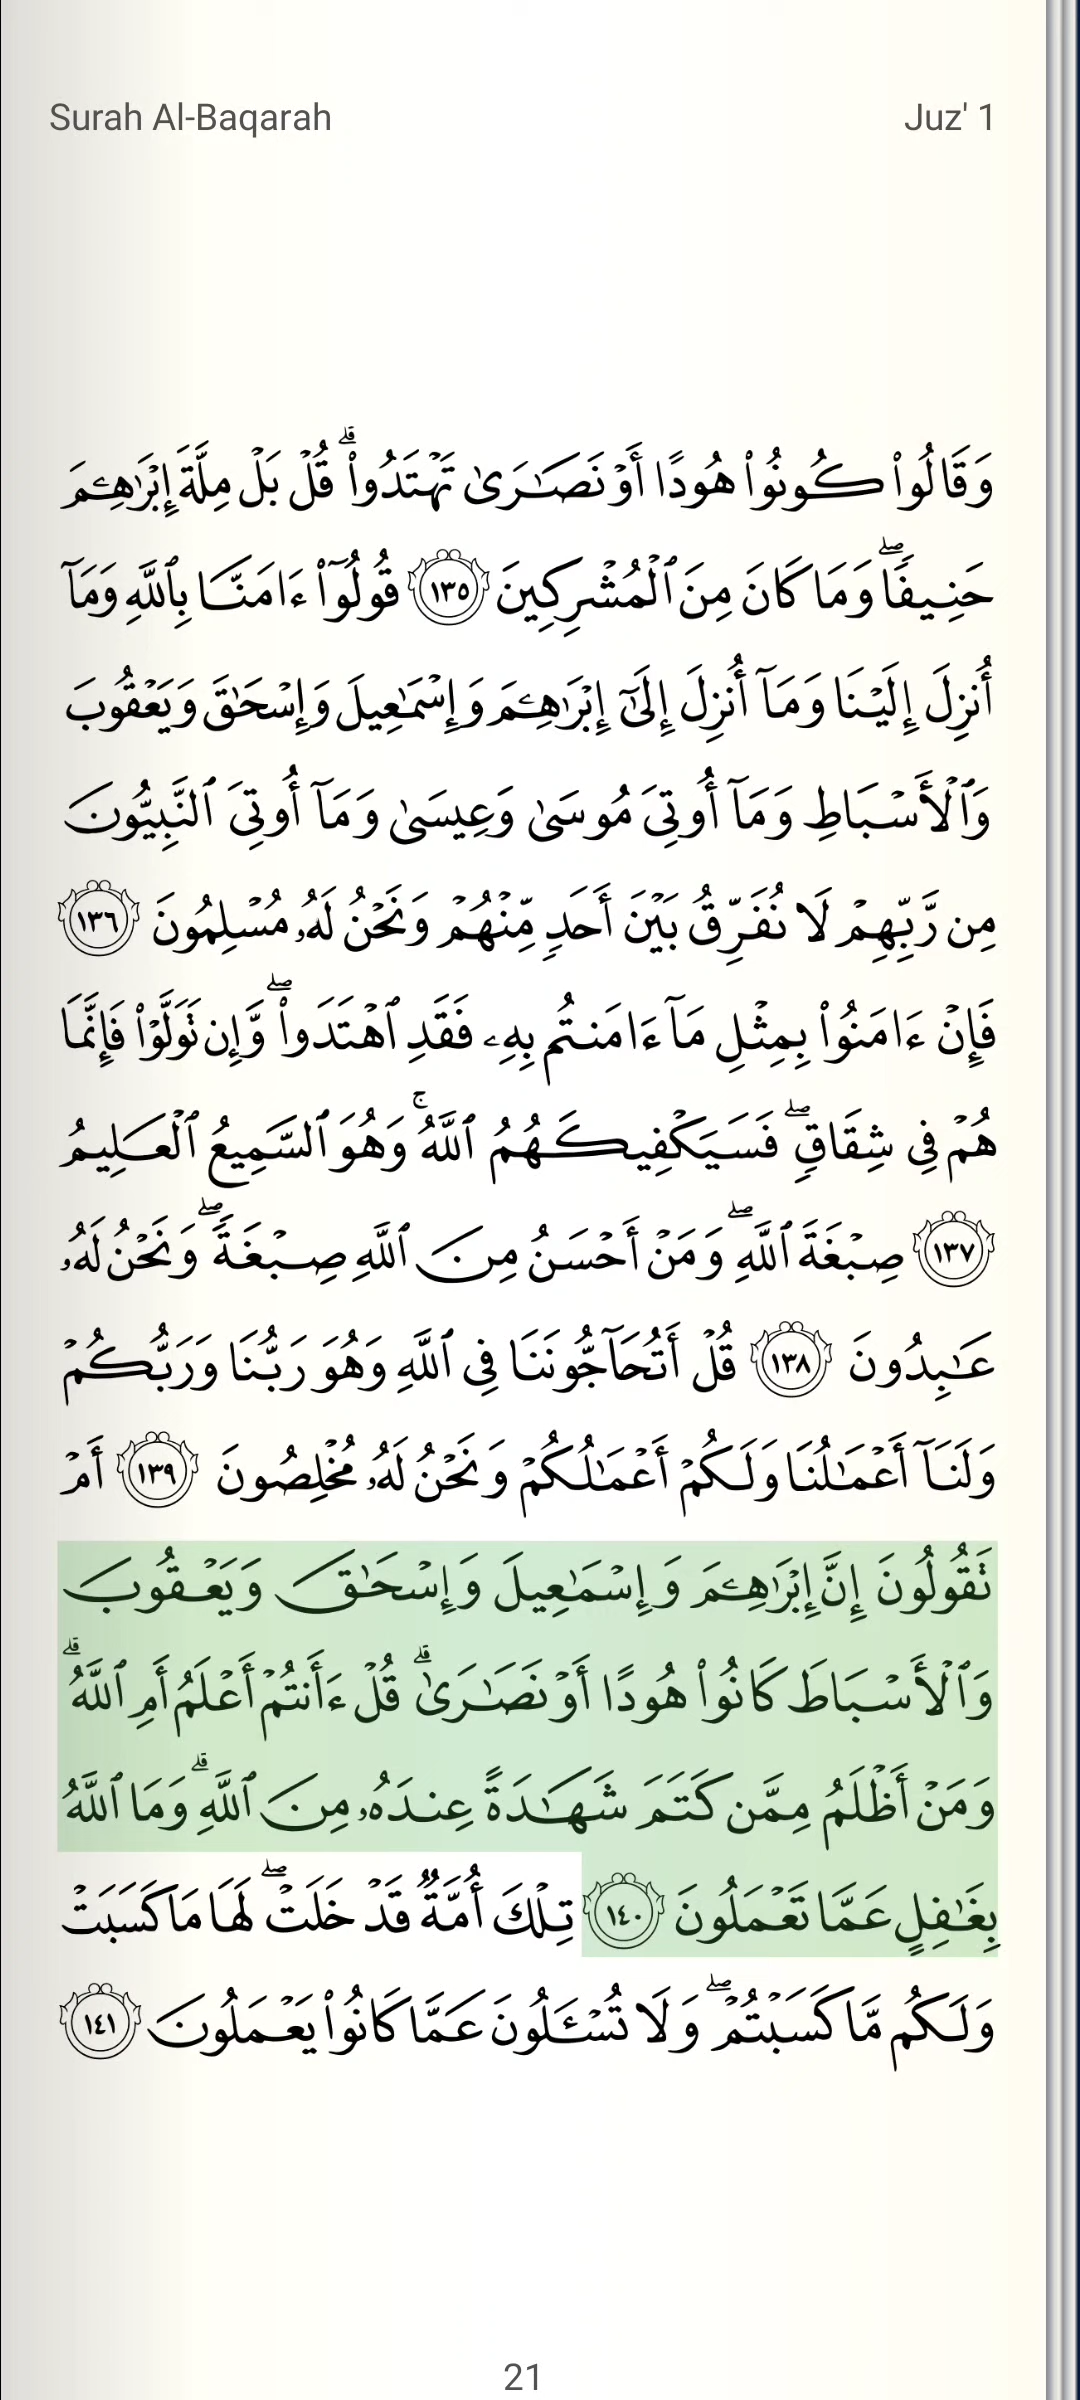 Surah Al-Baqarah
Juz' 1
وَقَالُوا۟ كُونُوا۟ هُودًا أَوْ نَصَـٰرَىٰ تَهْتَدُوا۟ ۗ قُلْ بَلْ مِلَّةَ إِبْرَٰهِـۧمَ
حَنِيفًا ۖ وَمَا كَانَ مِنَ ٱلْمُشْرِكِينَ ١٣٥ قُولُوٓا۟ ءَامَنَّا بِٱللَّهِ وَمَآ
أُنزِلَ إِلَيْنَا وَمَآ أُنزِلَ إِلَىٰٓ إِبْرَٰهِـۧمَ وَإِسْمَـٰعِيلَ وَإِسْحَـٰقَ وَيَعْقُوبَ
وَٱلْأَسْبَاطِ وَمَآ أُوتِىَ مُوسَىٰ وَعِيسَىٰ وَمَآ أُوتِىَ ٱلنَّبِيُّونَ
مِن رَّبِّهِمْ لَا نُفَرِّقُ بَيْنَ أَحَدٍ مِّنْهُمْ وَنَحْنُ لَهُۥ مُسْلِمُونَ ١٣٦
فَإِنْ ءَامَنُوا۟ بِمِثْلِ مَآ ءَامَنتُم بِهِۦ فَقَدِ ٱهْتَدَوا۟ ۖ وَّإِن تَوَلَّوْا۟ فَإِنَّمَا
هُمْ فِى شِقَاقٍ ۖ فَسَيَكْفِيكَهُمُ ٱللَّهُ ۚ وَهُوَ ٱلسَّمِيعُ ٱلْعَلِيمُ
١٣٧ صِبْغَةَ ٱللَّهِ ۖ وَمَنْ أَحْسَنُ مِنَ ٱللَّهِ صِبْغَةً ۖ وَنَحْنُ لَهُۥ
عَـٰبِدُونَ ١٣٨ قُلْ أَتُحَآجُّونَنَا فِى ٱللَّهِ وَهُوَ رَبُّنَا وَرَبُّكُمْ
وَلَنَآ أَعْمَـٰلُنَا وَلَكُمْ أَعْمَـٰلُكُمْ وَنَحْنُ لَهُۥ مُخْلِصُونَ ١٣٩ أَمْ
تَقُولُونَ إِنَّ إِبْرَٰهِـۧمَ وَإِسْمَـٰعِيلَ وَإِسْحَـٰقَ وَيَعْقُوبَ
وَٱلْأَسْبَاطَ كَانُوا۟ هُودًا أَوْ نَصَـٰرَىٰ ۗ قُلْ ءَأَنتُمْ أَعْلَمُ أَمِ ٱللَّهُ ۗ
وَمَنْ أَظْلَمُ مِمَّن كَتَمَ شَهَـٰدَةً عِندَهُۥ مِنَ ٱللَّهِ ۗ وَمَا ٱللَّهُ
بِغَـٰفِلٍ عَمَّا تَعْمَلُونَ ١٤٠ تِلْكَ أُمَّةٌ قَدْ خَلَتْ ۖ لَهَا مَا كَسَبَتْ
وَلَكُم مَّا كَسَبْتُمْ ۖ وَلَا تُسْـَٔلُونَ عَمَّا كَانُوا۟ يَعْمَلُونَ ١٤١
21